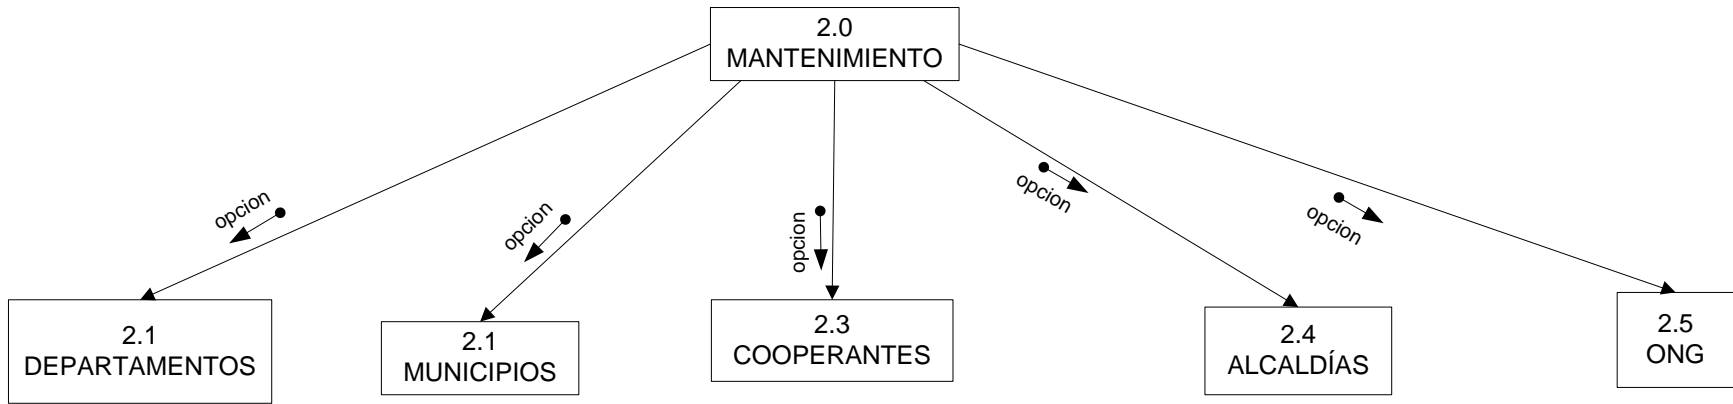 2.0
MANTENIMIENTO
opcion
opcion
opcion
opcion
opcion
2.1
DEPARTAMENTOS
2.1
MUNICIPIOS
2.3
COOPERANTES
2.4
ALCALDÍAS
2.5
ONG